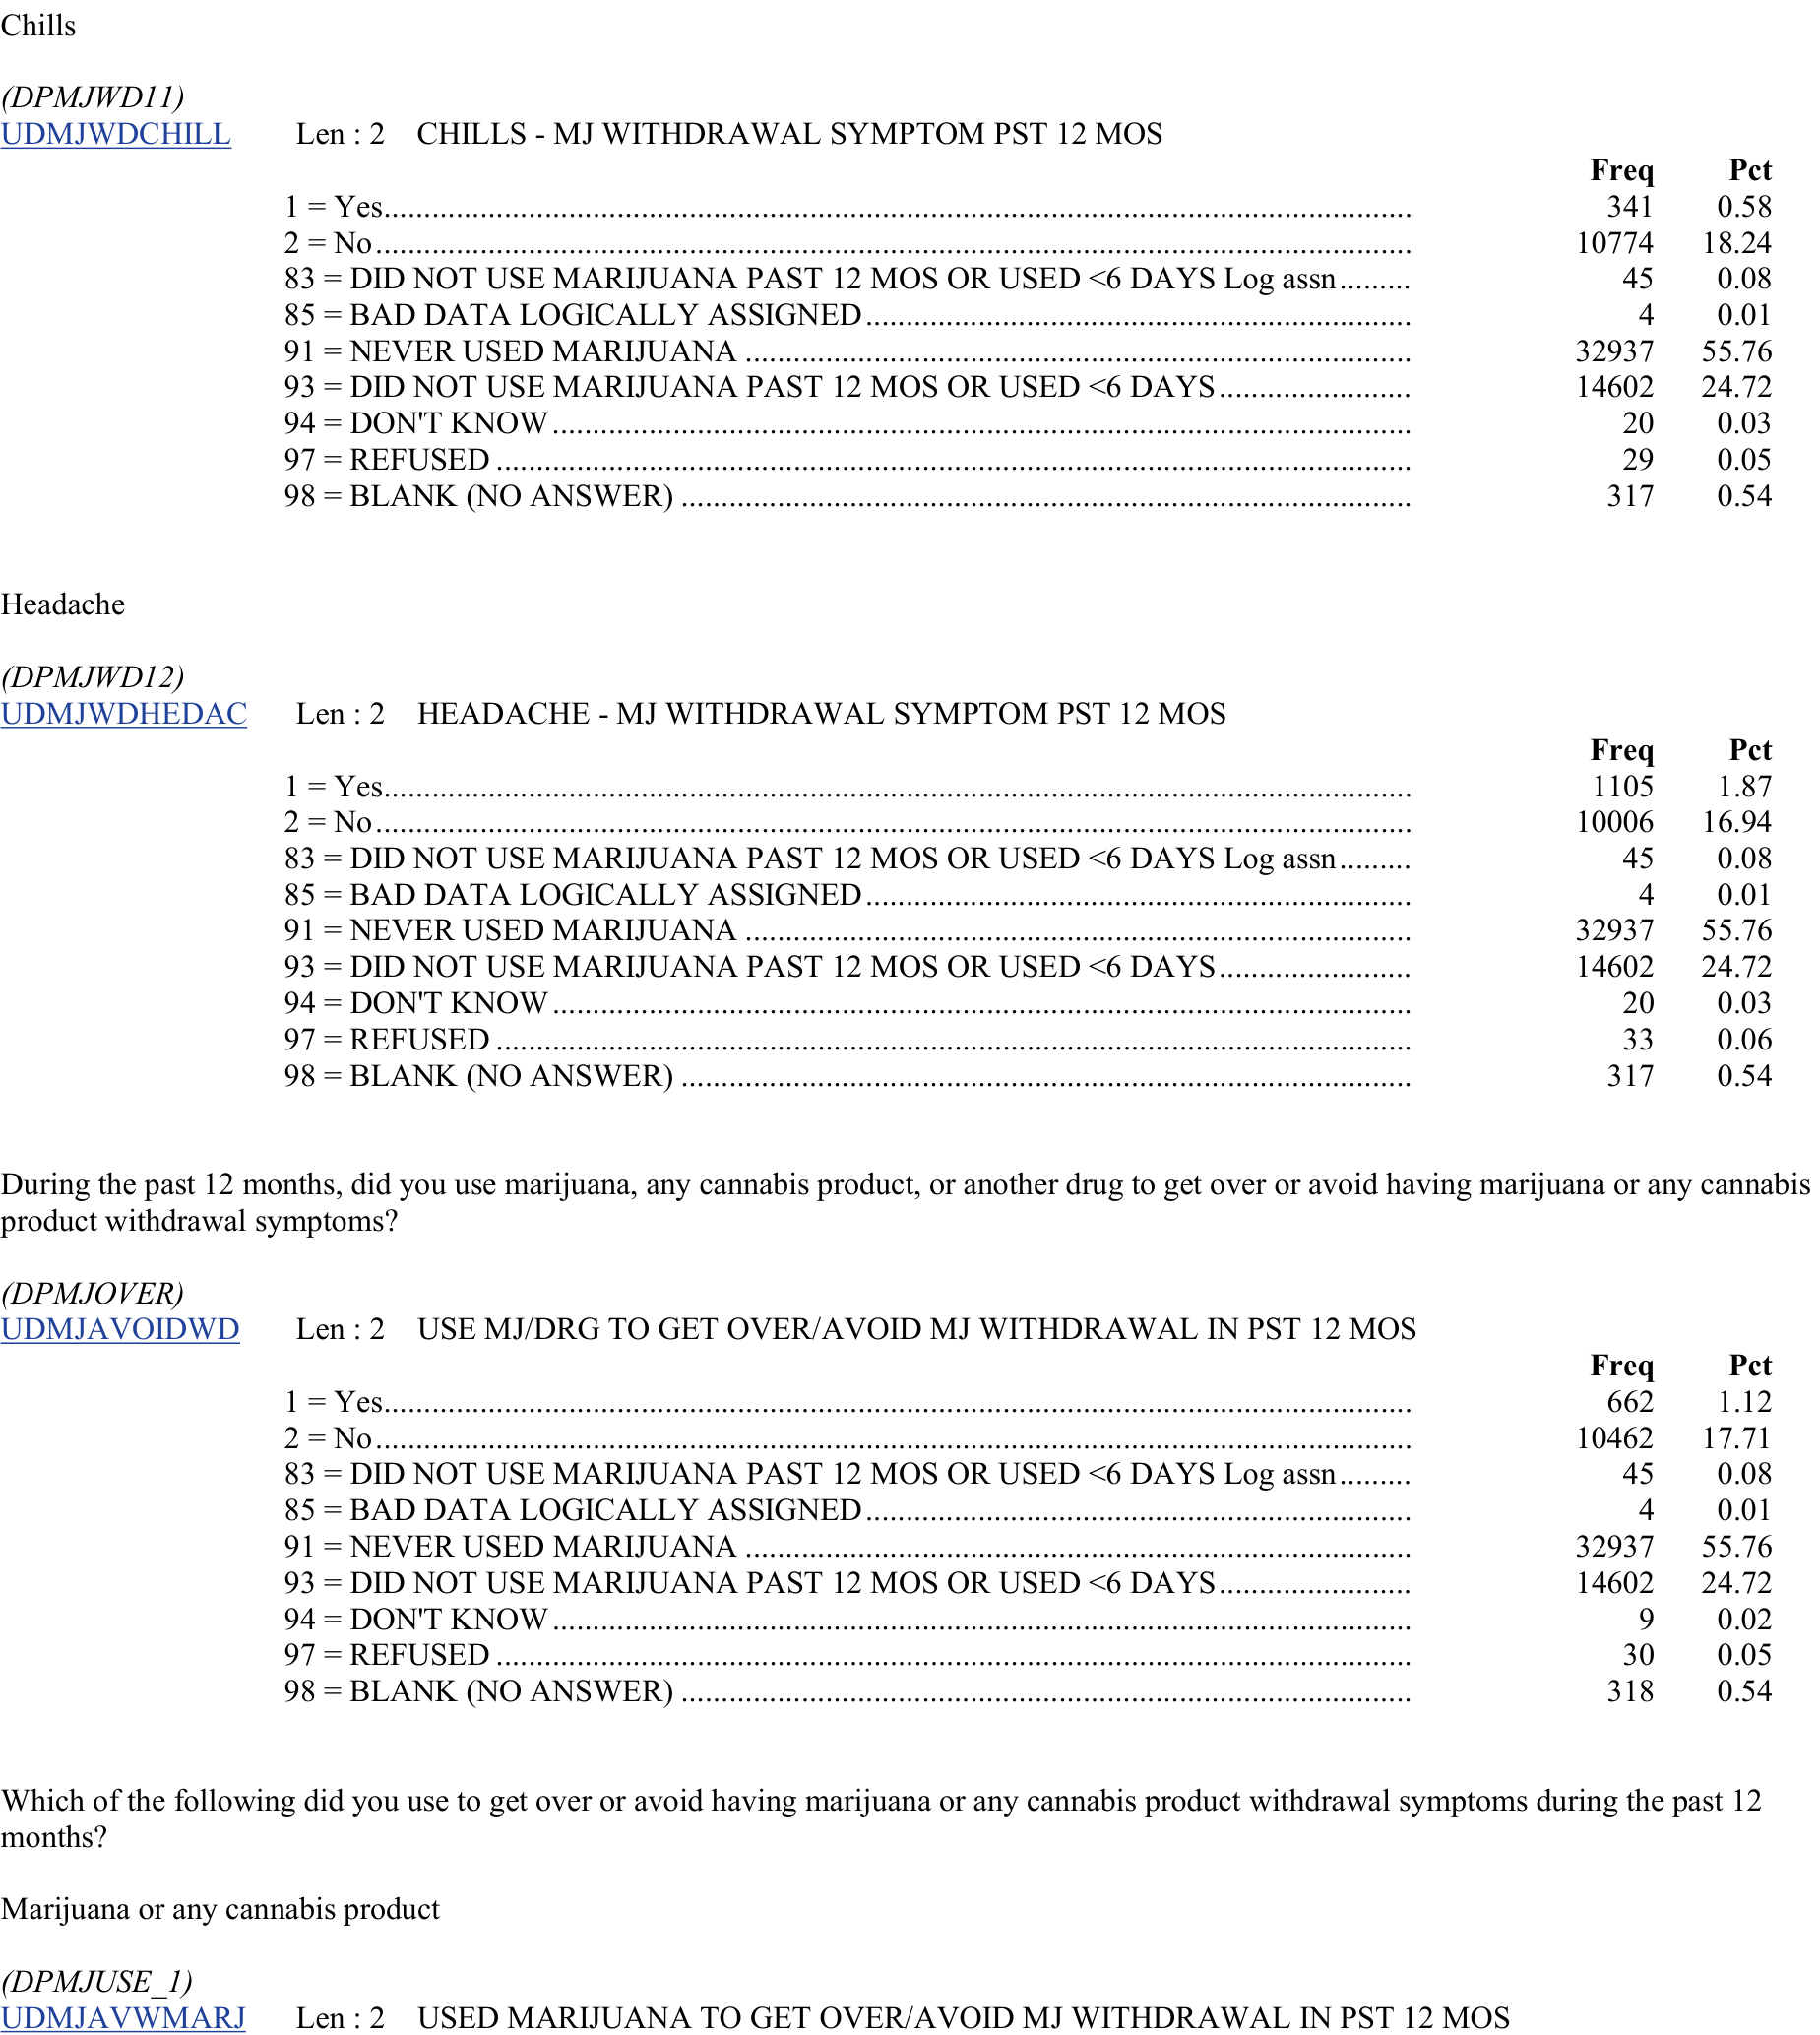 Chills
(DPMJWD11)
UDMJWDCHILL Len : 2 CHILLS - MJ WITHDRAWAL SYMPTOM PST 12 MOS
Freq Pct
1 = Yes 341 0.58
2 = No 10774 18.24
83 = DID NOT USE MARIJUANA PAST 12 MOS OR USED <6 DAYS Log assn 45 0.08
85 = BAD DATA LOGICALLY ASSIGNED 4 0.01
91 = NEVER USED MARIJUANA 32937 55.76
93 = DID NOT USE MARIJUANA PAST 12 MOS OR USED <6 DAYS 14602 24.72
94 = DON'T KNOW 20 0.03
97 = REFUSED 29 0.05
98 = BLANK (NO ANSWER) 317 0.54
Headache
(DPMJWD12)
UDMJWDHEDAC Len : 2 HEADACHE - MJ WITHDRAWAL SYMPTOM PST 12 MOS
Freq Pct
1 = Yes 1105 1.87
2 = No 10006 16.94
83 = DID NOT USE MARIJUANA PAST 12 MOS OR USED <6 DAYS Log assn 45 0.08
85 = BAD DATA LOGICALLY ASSIGNED 4 0.01
91 = NEVER USED MARIJUANA 32937 55.76
93 = DID NOT USE MARIJUANA PAST 12 MOS OR USED <6 DAYS 14602 24.72
94 = DON'T KNOW 20 0.03
97 = REFUSED 33 0.06
98 = BLANK (NO ANSWER) 317 0.54
During the past 12 months, did you use marijuana, any cannabis product, or another drug to get over or avoid having marijuana or any cannabis
product withdrawal symptoms?
(DPMJOVER)
UDMJAVOIDWD Len : 2 USE MJ/DRG TO GET OVER/AVOID MJ WITHDRAWAL IN PST 12 MOS
Freq Pct
1 = Yes 662 1.12
2 = No 10462 17.71
83 = DID NOT USE MARIJUANA PAST 12 MOS OR USED <6 DAYS Log assn 45 0.08
85 = BAD DATA LOGICALLY ASSIGNED 4 0.01
91 = NEVER USED MARIJUANA 32937 55.76
93 = DID NOT USE MARIJUANA PAST 12 MOS OR USED <6 DAYS 14602 24.72
94 = DON'T KNOW 9 0.02
97 = REFUSED 30 0.05
98 = BLANK (NO ANSWER) 318 0.54
Which of the following did you use to get over or avoid having marijuana or any cannabis product withdrawal symptoms during the past 12
months?
Marijuana or any cannabis product
(DPMJUSE_1)
UDMJAVWMARJ Len : 2 USED MARIJUANA TO GET OVER/AVOID MJ WITHDRAWAL IN PST 12 MOS